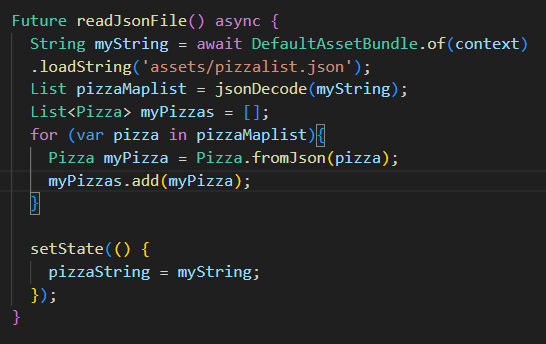 Future readJsonFile() async {
  String myString = await DefaultAssetBundle.of(context)
  .loadString('assets/pizzalist.json');
  List pizzaMaplist = jsonDecode(myString);
  List<Pizza> myPizzas = [];
  for (var pizza in pizzaMaplist){
    Pizza myPizza = Pizza.fromJson(pizza);
    myPizzas.add(myPizza);
  }

  setState(() {
    pizzaString = myString;
  });
}